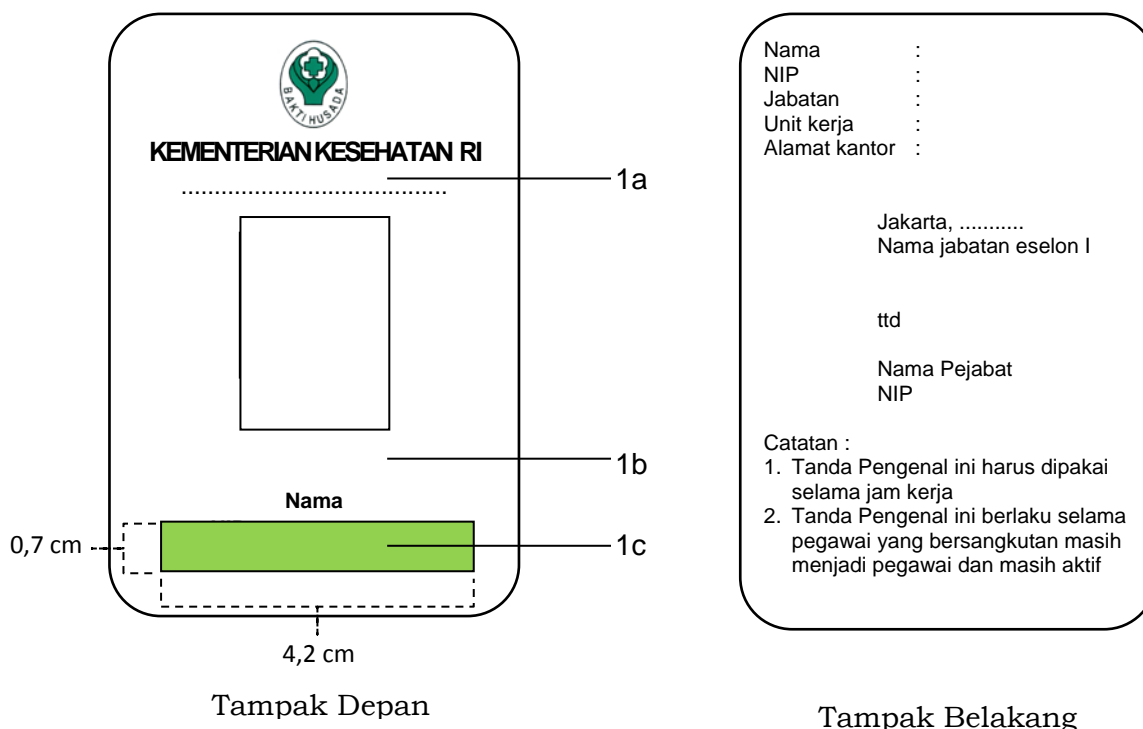 BAKTI HUSADA
KEMENTERIAN KESEHATAN RI
........................................
1a
1b
Nama
1c
0,7 cm
4,2 cm
Tampak Depan
Nama :
NIP :
Jabatan :
Unit kerja :
Alamat kantor :
Jakarta, ...........
Nama jabatan eselon I
ttd
Nama Pejabat
NIP
Catatan :
1. Tanda Pengenal ini harus dipakai
selama jam kerja
2. Tanda Pengenal ini berlaku selama
pegawai yang bersangkutan masih
menjadi pegawai dan masih aktif
Tampak Belakang